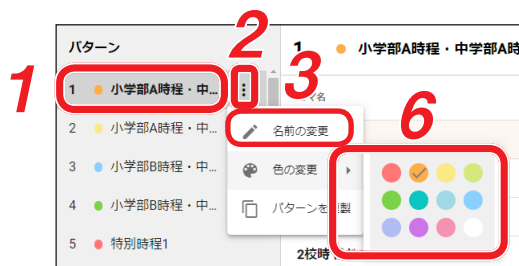 パターン
1 小学部A時程・中...
2 小学部A時程・中...
3 小学部B時程・中...
4 小学部B時程・中...
5 特別時程1
1 2 3 6
1 小学部A時程・中学部A時
マ名
名前の変更
色の変更
パターンを 製
2校時